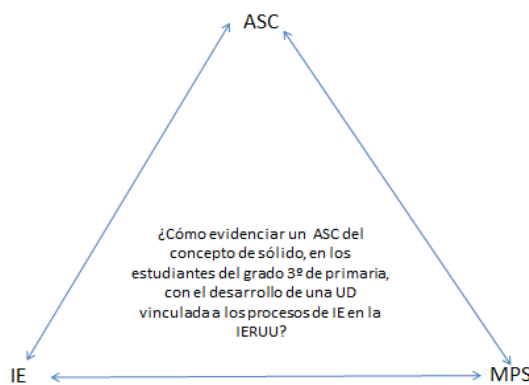 ASC
¿Cómo evidenciar un ASC del
concepto de sólido, en los
estudiantes del grado 3º de primaria,
con el desarrollo de una UD
vinculada a los procesos de IE en la
IERUU?
IE
MPS